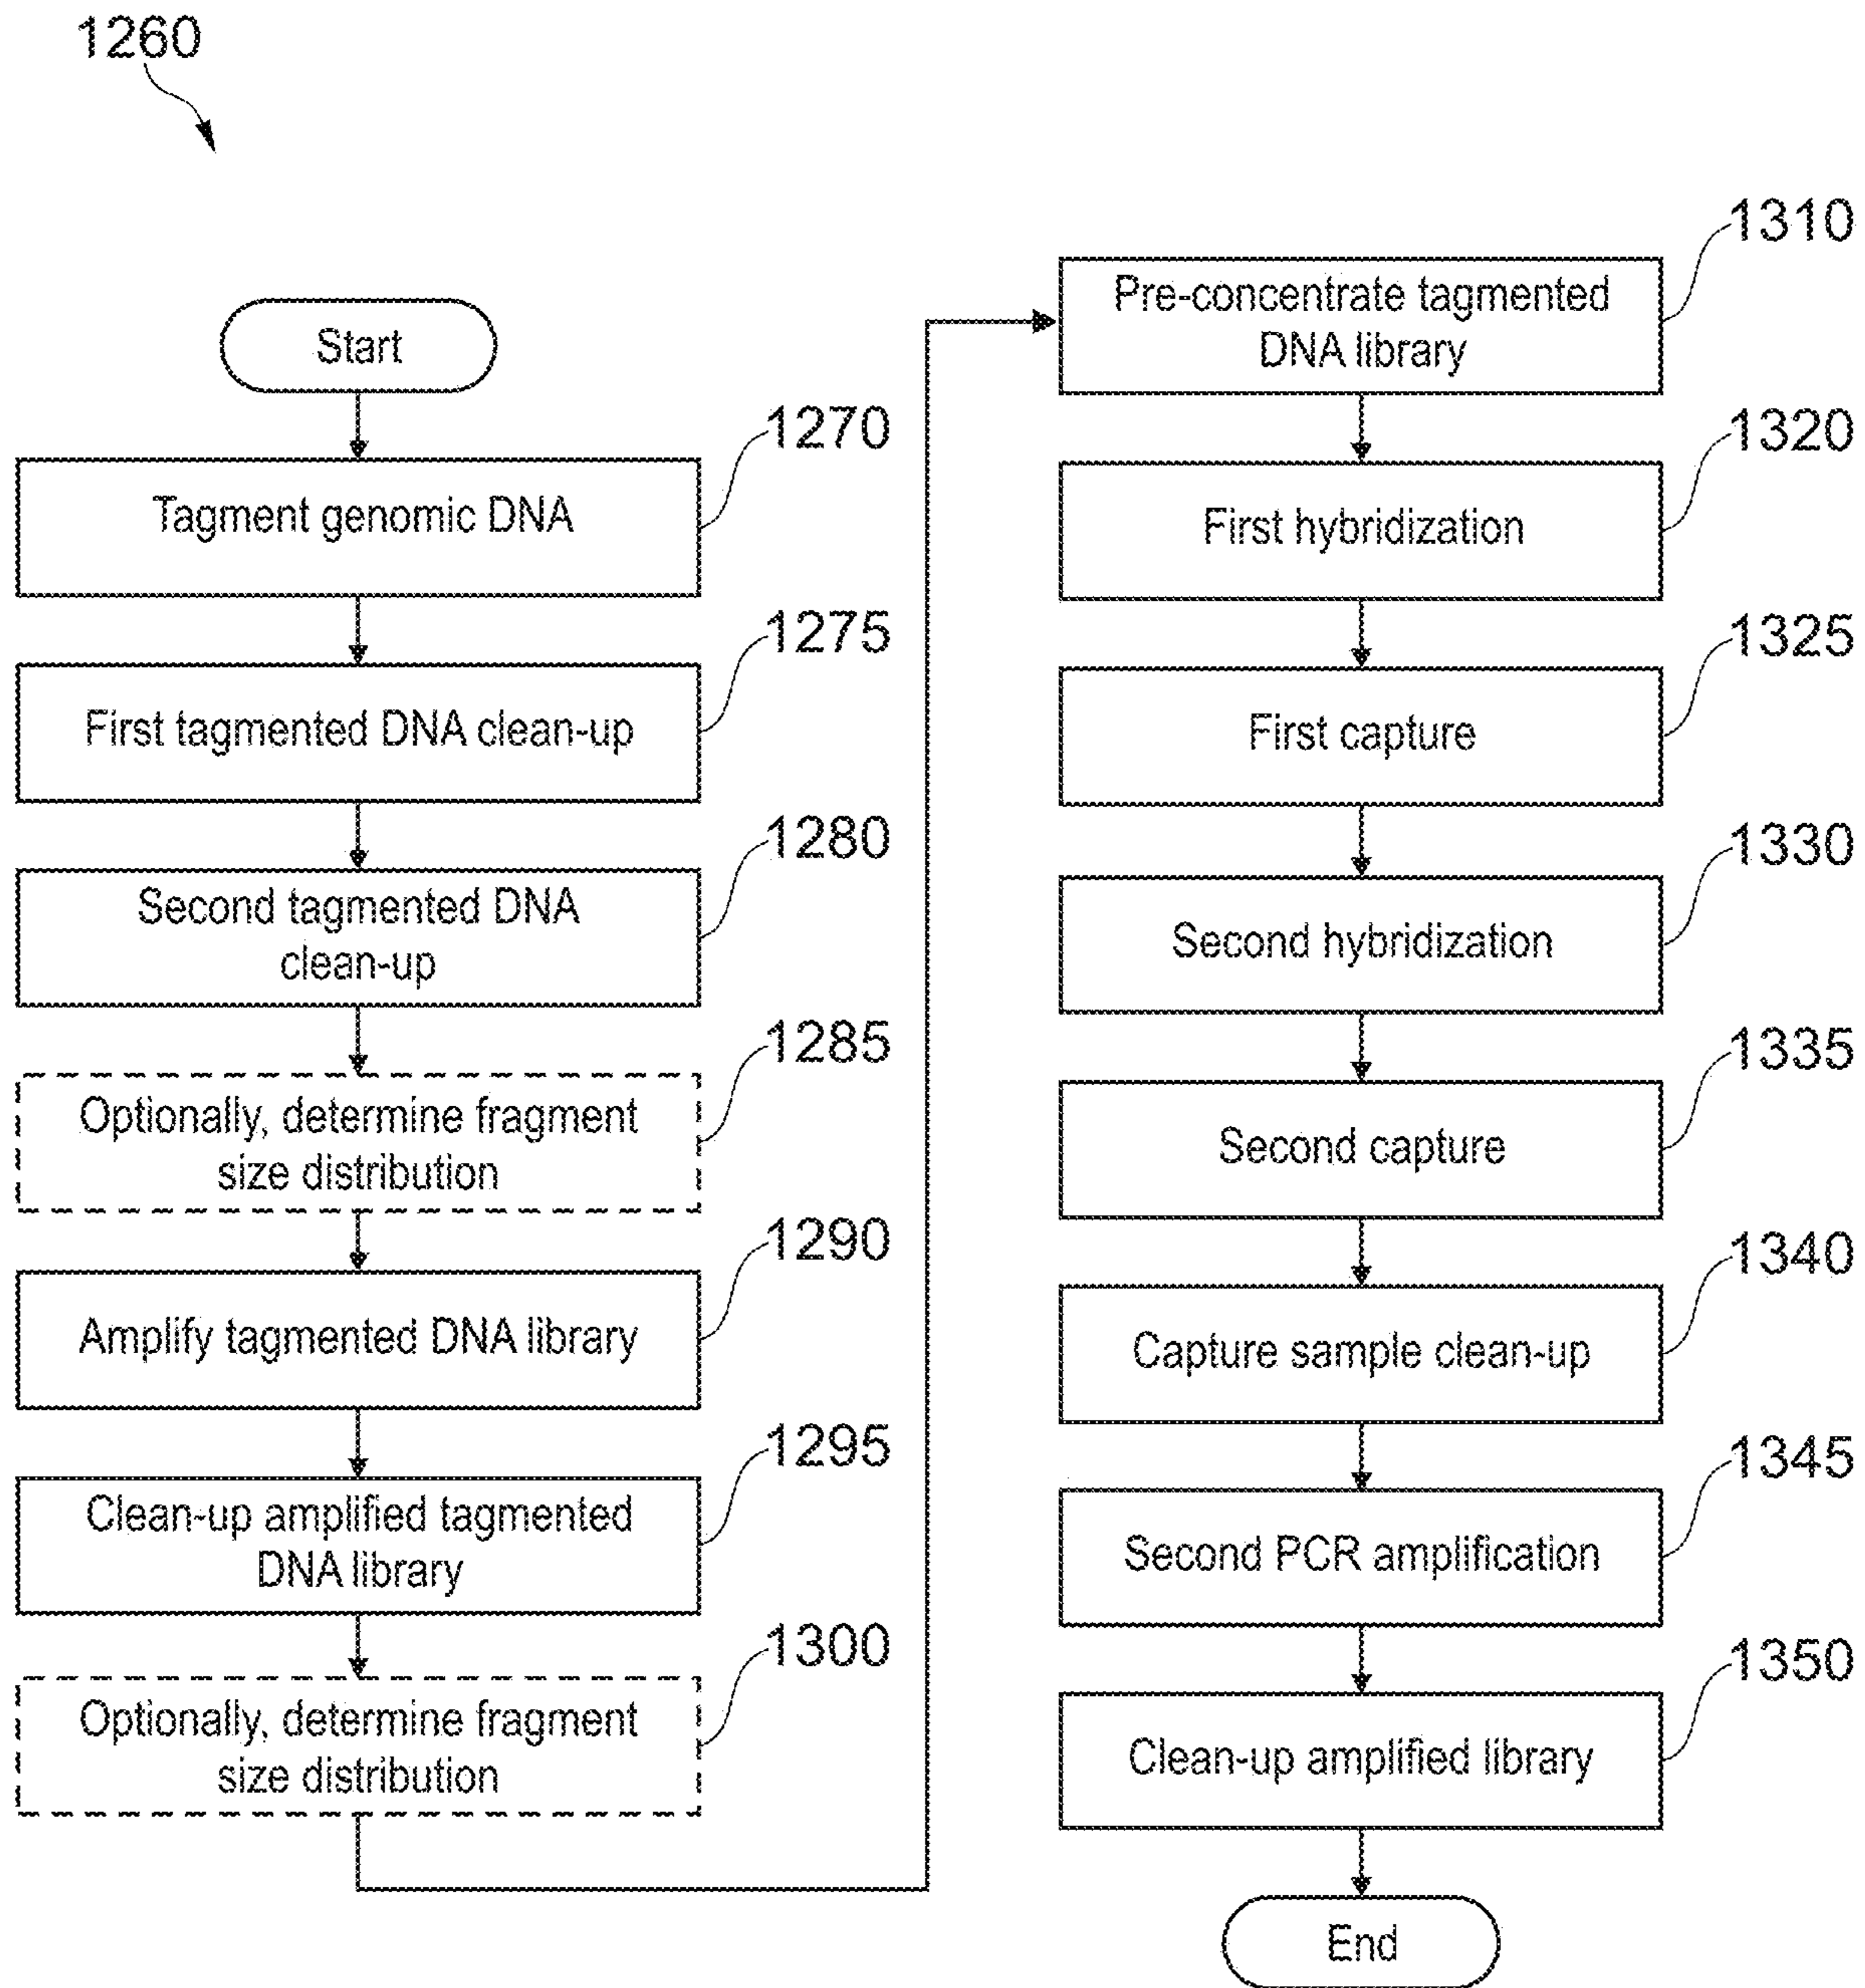 1260
Start
1270
Tagment genomic DNA
1275
First tagmented DNA clean-up
1280
Second tagmented DNA
clean-up
1285
Optionally, determine fragment
size distribution
1290
Amplify tagmented DNA library
1295
Clean-up amplified tagmented
DNA library
1300
Optionally, determine fragment
size distribution
1310
Pre-concentrate tagmented
DNA library
1320
First hybridization
1325
First capture
1330
Second hybridization
1335
Second capture
1340
Capture sample clean-up
1345
Second PCR amplification
1350
Clean-up amplified library
End